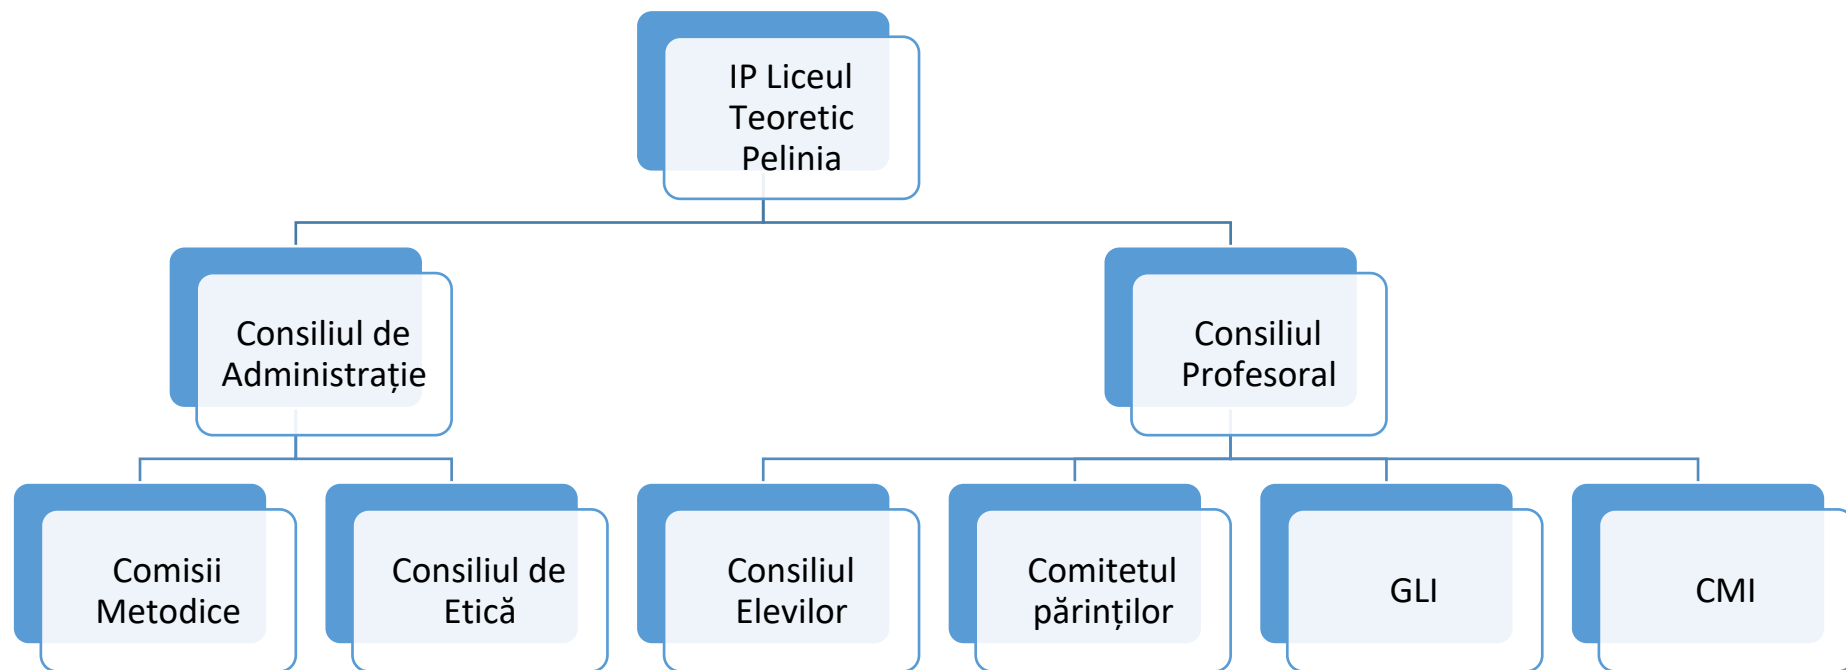 IP Liceul
Teoretic
Pelinia
Consiliul de
Administrație
Consiliul
Profesoral
Comisii
Metodice
Consiliul de
Etică
Consiliul
Elevilor
Comitetul
părinților
GLI
CMI